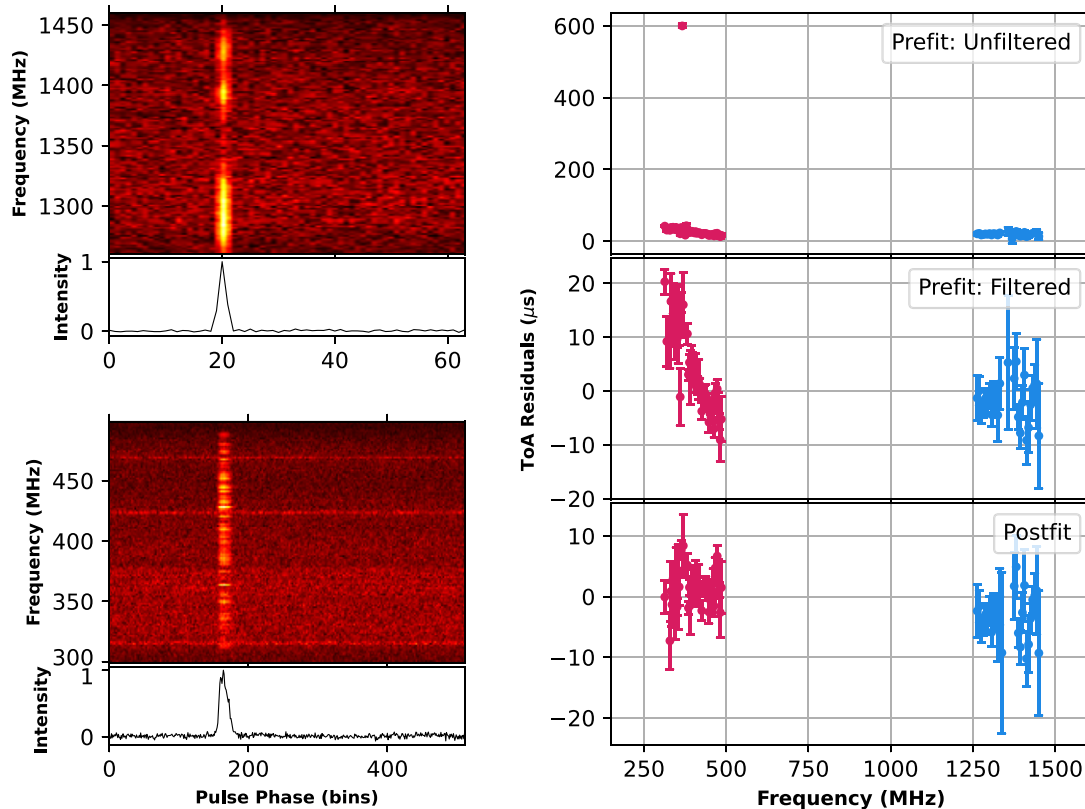 Frequency (MHz)
1450
1400
1350
1300
Intensity
1
0
0 20 40 60
Frequency (MHz)
450
400
350
300
Intensity
1
0
0 200 400
Pulse Phase (bins)
ToA Residuals (μs)
Prefit: Unfiltered
600
400
200
0
Prefit: Filtered
20
10
0
−10
−20
Postfit
10
0
−10
−20
250 500 750 1000 1250 1500
Frequency (MHz)